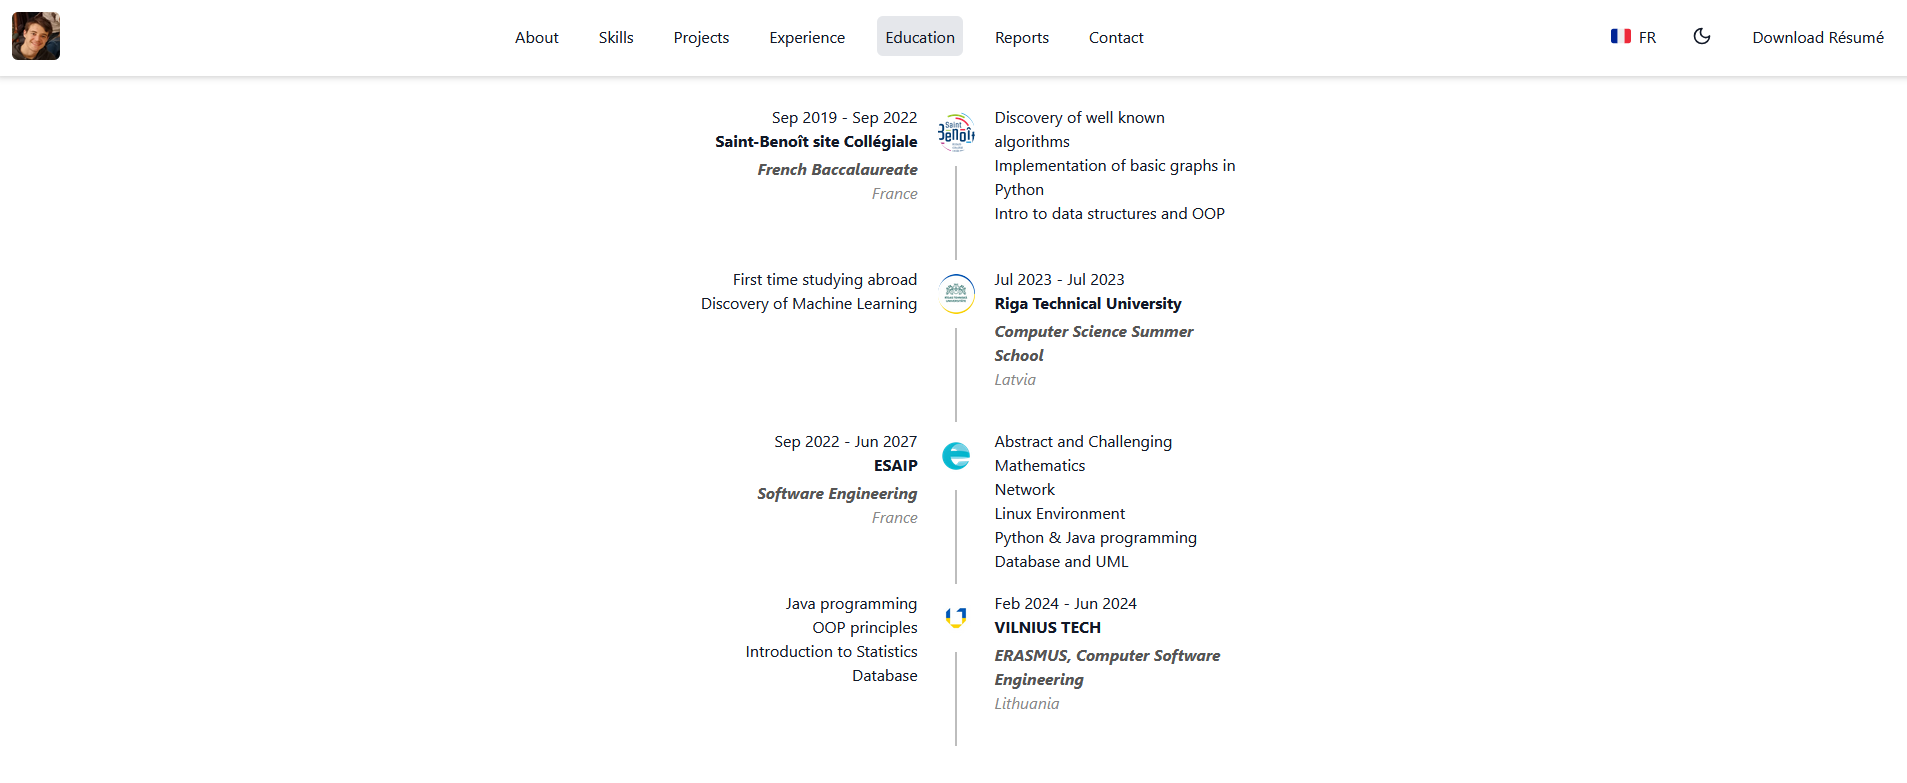 About
Skills
Projects
Experience
Education
Reports
Contact
FR
Download Résumé
Sep 2019 - Sep 2022
Saint-Benoît site Collégiale
French Baccalaureate
France
Saint
Benoît
Discovery of well known
algorithms
Implementation of basic graphs in
Python
Intro to data structures and OOP
First time studying abroad
Discovery of Machine Learning
Jul 2023 - Jul 2023
Riga Technical University
Computer Science Summer
School
Latvia
Sep 2022 - Jun 2027
ESAIP
Software Engineering
France
Abstract and Challenging
Mathematics
Network
Linux Environment
Python & Java programming
Database and UML
Java programming
OOP principles
Introduction to Statistics
Database
Feb 2024 - Jun 2024
VILNIUS TECH
ERASMUS, Computer Software
Engineering
Lithuania